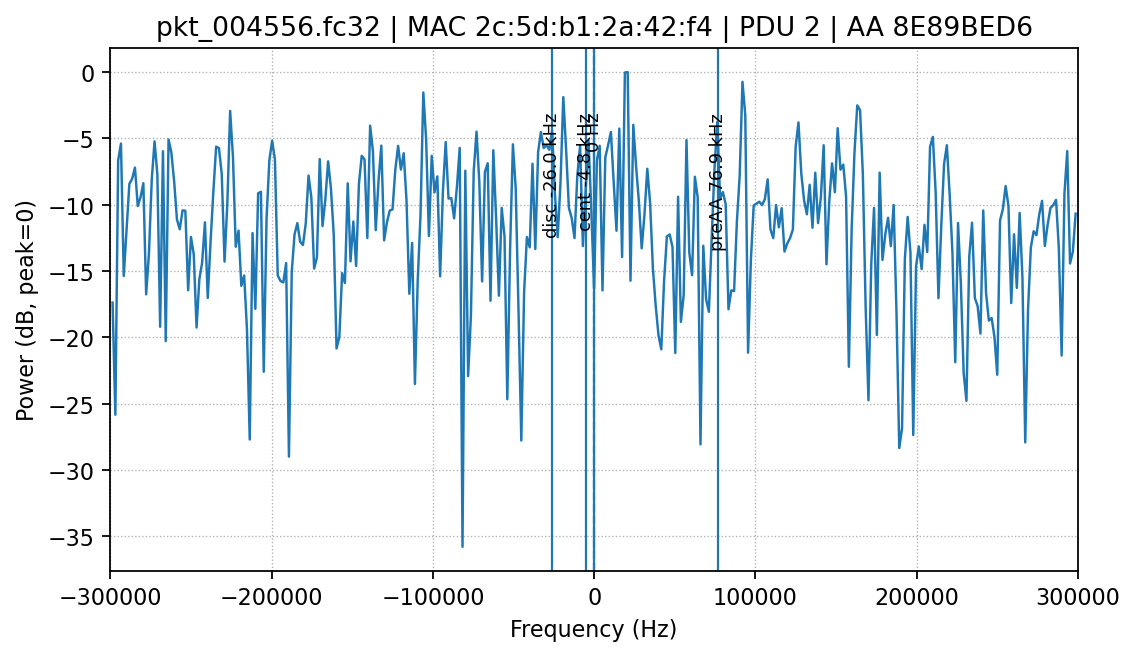 pkt_004556.fc32 | MAC 2c:5d:b1:2a:42:f4 | PDU 2 | AA 8E89BED6
Power (dB, peak=0)
0
−5
−10
−15
−20
−25
−30
−35
disc -26.0 kHz
cent -4.8 kHz
0 Hz
preAA 76.9 kHz
−300000
−200000
−100000
0
100000
200000
300000
Frequency (Hz)